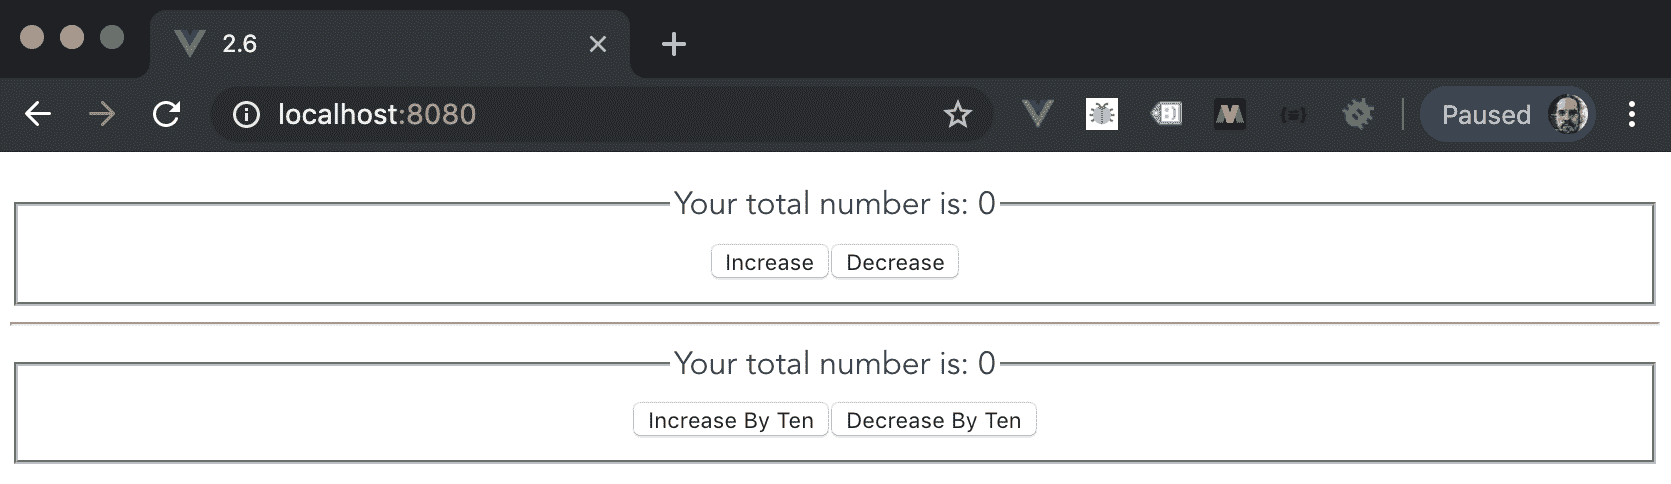 2.6
localhost:8080
Paused
Your total number is: 0
Increase Decrease
Your total number is: 0
Increase By Ten Decrease By Ten